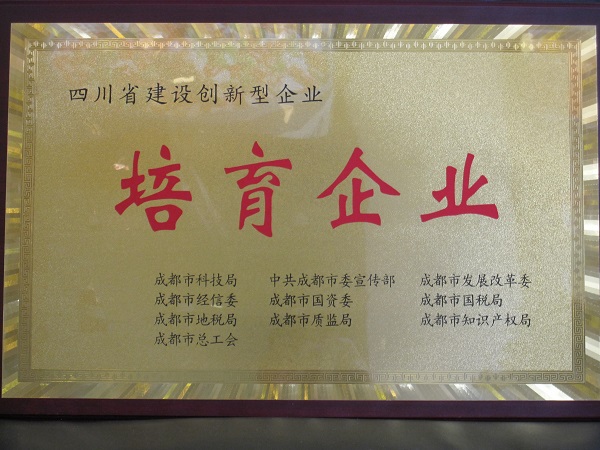 四川省建设创新型企业
培育企业
成都市科技局 中共成都市委宣传部 成都市发展改革委
成都市经信委 成都市国资委 成都市国税局
成都市地税局 成都市质监局 成都市知识产权局
成都市总工会